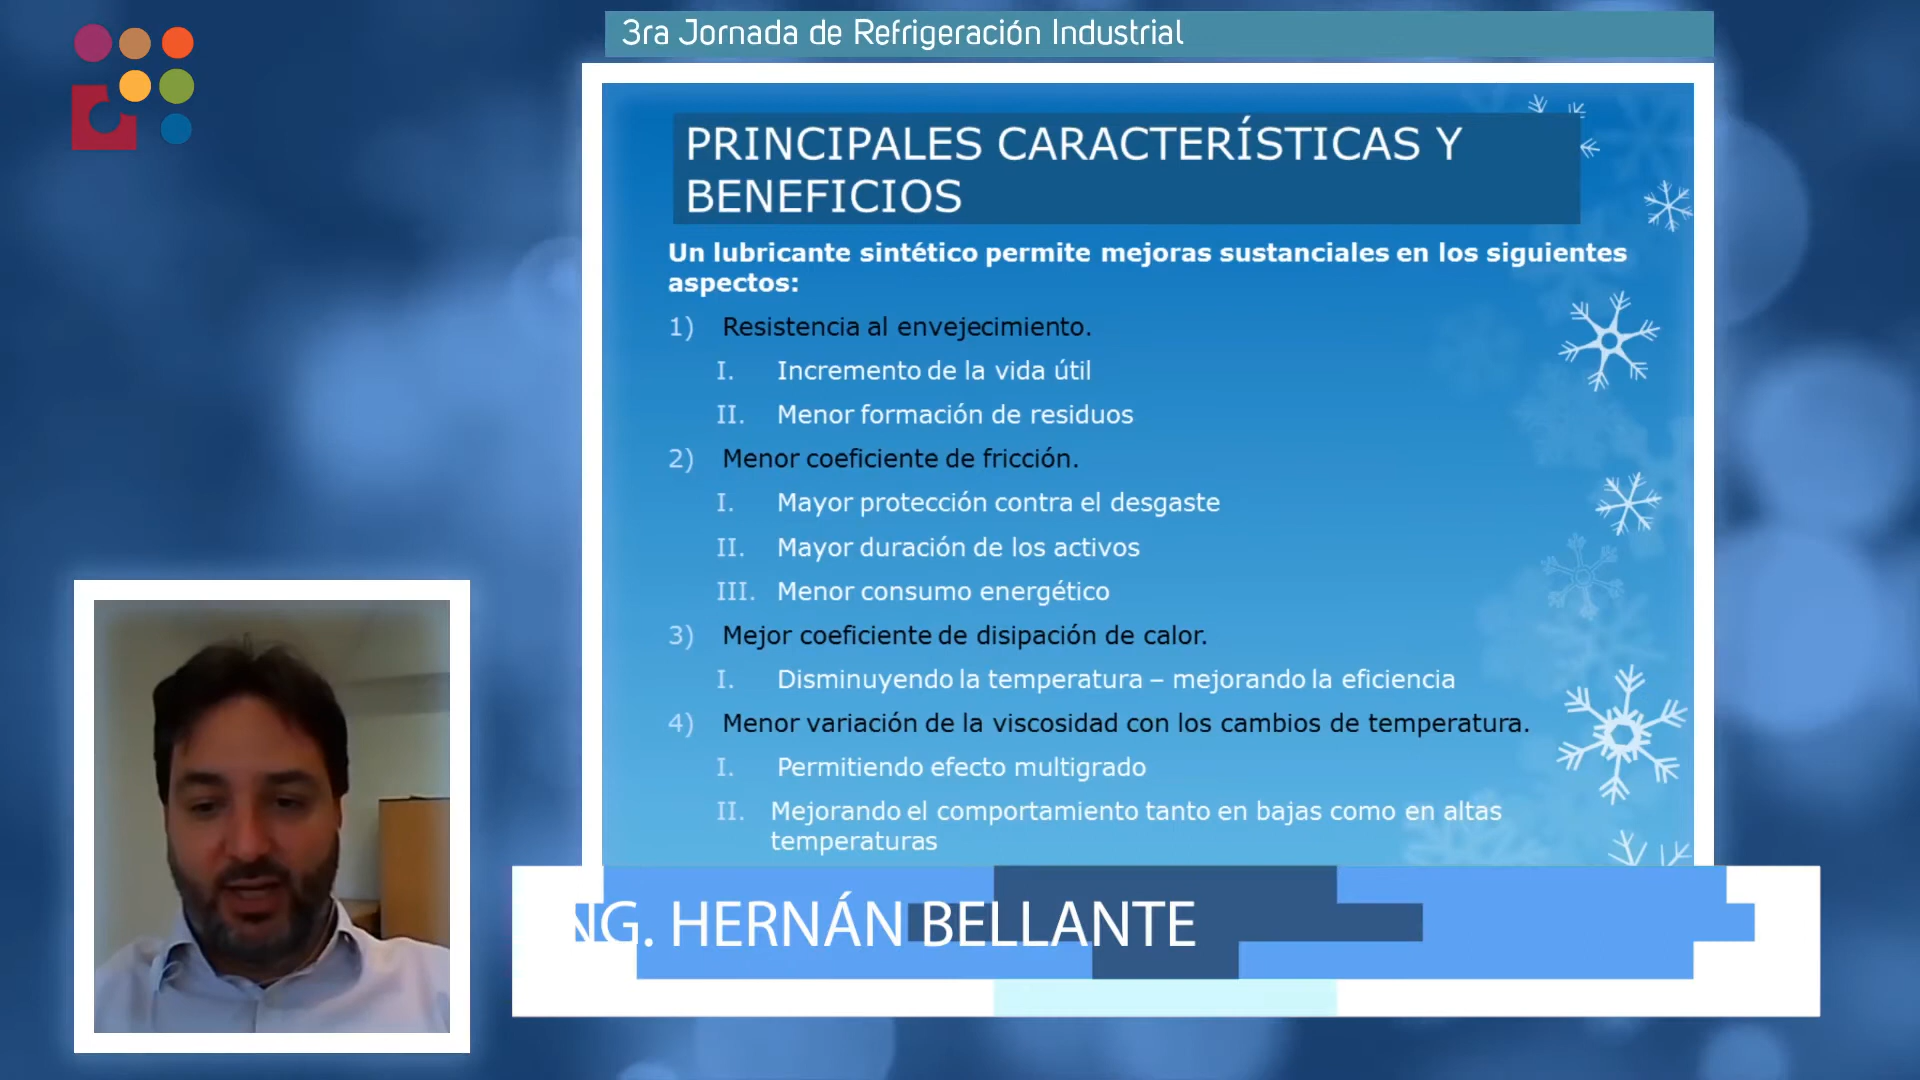 3ra Jornada de Refrigeración Industrial
PRINCIPALES CARACTERÍSTICAS Y
BENEFICIOS
Un lubricante sintético permite mejoras sustanciales en los siguientes
aspectos:
1) Resistencia al envejecimiento.
I. Incremento de la vida útil
II. Menor formación de residuos
2) Menor coeficiente de fricción.
I. Mayor protección contra el desgaste
II. Mayor duración de los activos
III. Menor consumo energético
3) Mejor coeficiente de disipación de calor.
I. Disminuyendo la temperatura – mejorando la eficiencia
4) Menor variación de la viscosidad con los cambios de temperatura.
I. Permitiendo efecto multigrado
II. Mejorando el comportamiento tanto en bajas como en altas
temperaturas
NG. HERNÁN BELLANTE